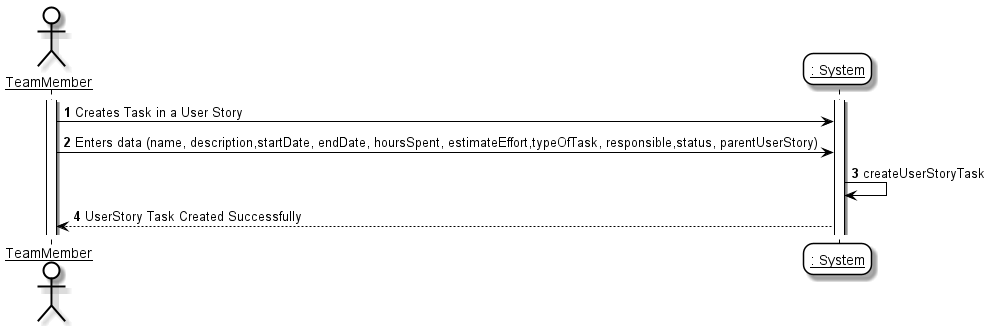 TeamMember
: System
1 Creates Task in a User Story
2 Enters data (name, description,startDate, endDate, hoursSpent, estimateEffort,typeOfTask, responsible,status, parentUserStory)
3 createUserStoryTask
4 UserStory Task Created Successfully
TeamMember
: System